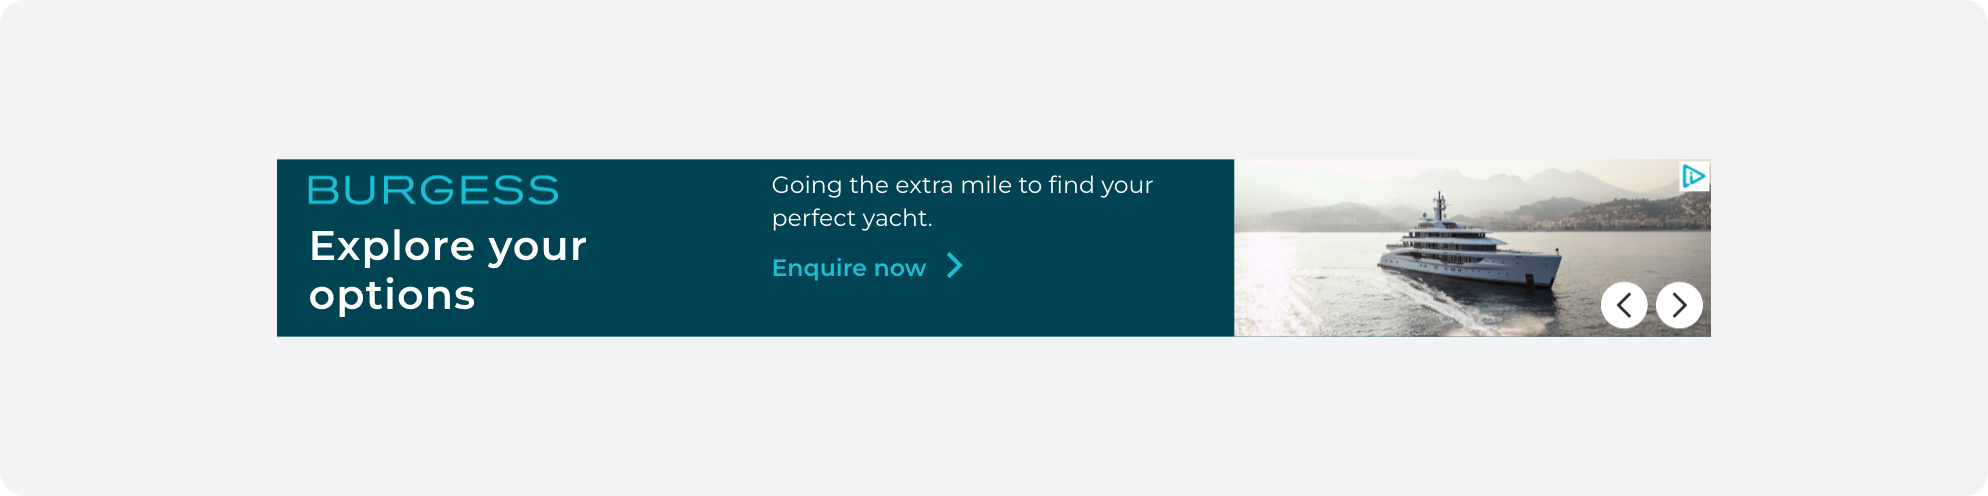 BURGESS
Explore your
options
Going the extra mile to find your
perfect yacht.
Enquire now